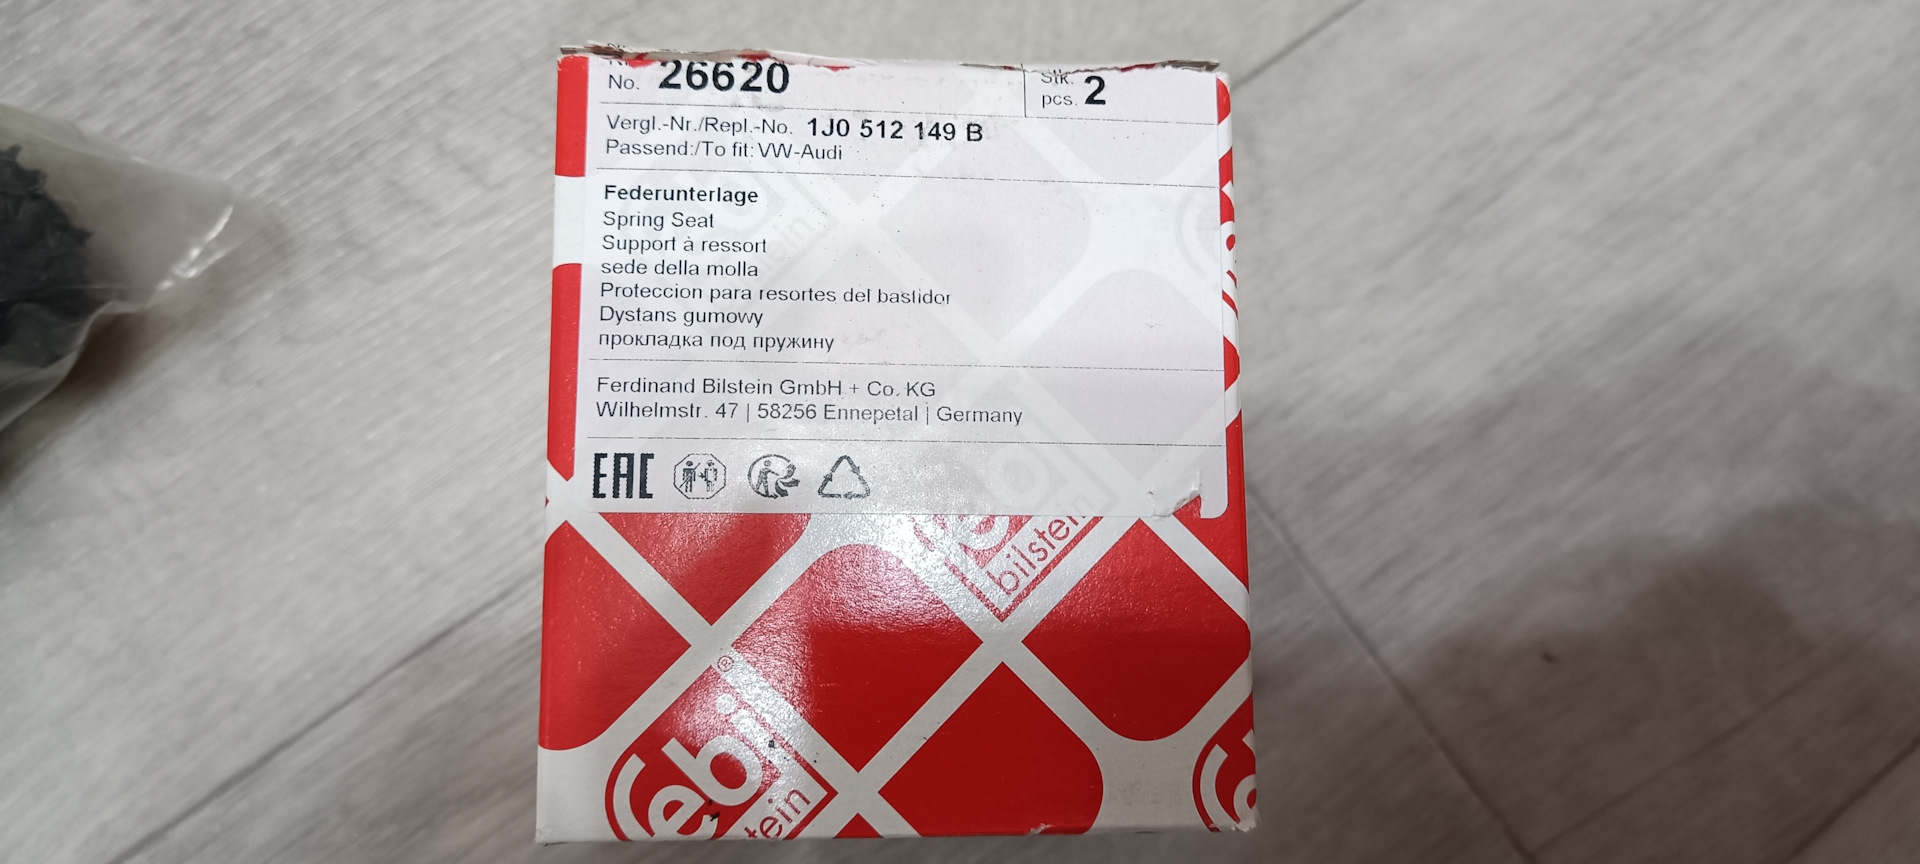 No. 26620
Stk.
pcs. 2
Vergl.-Nr./Repl.-No. 1J0 512 149 B
Passend:/To fit: VW-Audi
Federunterlage
Spring Seat
Support à ressort
sede della molla
Proteccion para resortes del bastidor
Dystans gumowy
прокладка под пружину
Ferdinand Bilstein GmbH + Co. KG
Wilhelmstr. 47 | 58256 Ennepetal | Germany
EAC
bilstein
febi®